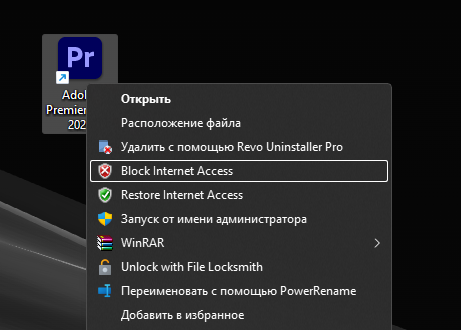 Pr
Adob
Premier
202
Открыть
Расположение файла
Удалить с помощью Revo Uninstaller Pro
Block Internet Access
Restore Internet Access
Запуск от имени администратора
WinRAR
Unlock with File Locksmith
Переименовать с помощью PowerRename
Добавить в избранное